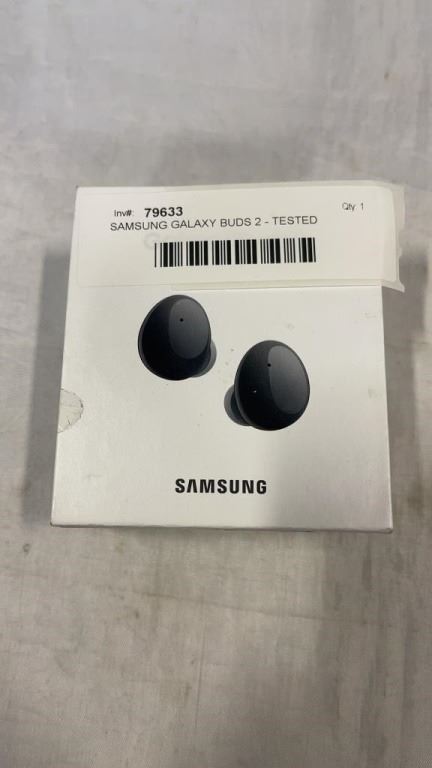 Inv#: 79633 Qty 1
SAMSUNG GALAXY BUDS 2 - TESTED
SAMSUNG